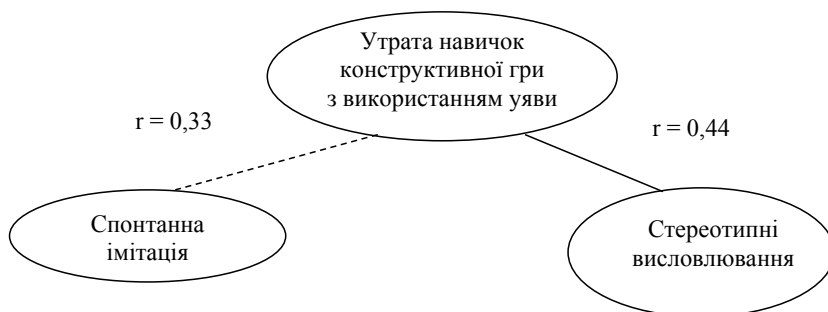 Утрата навичок
конструктивної гри
з використанням уяви
r = 0,33
r = 0,44
Спонтанна
імітація
Стереотипні
висловлювання